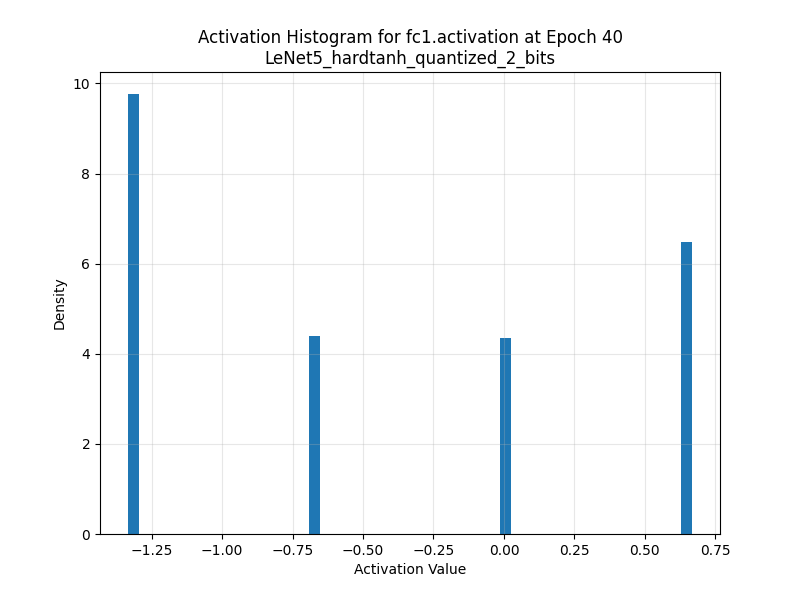 Activation Histogram for fc1.activation at Epoch 40
LeNet5_hardtanh_quantized_2_bits
10
8
6
4
2
0
Density
−1.25 −1.00 −0.75 −0.50 −0.25 0.00 0.25 0.50 0.75
Activation Value